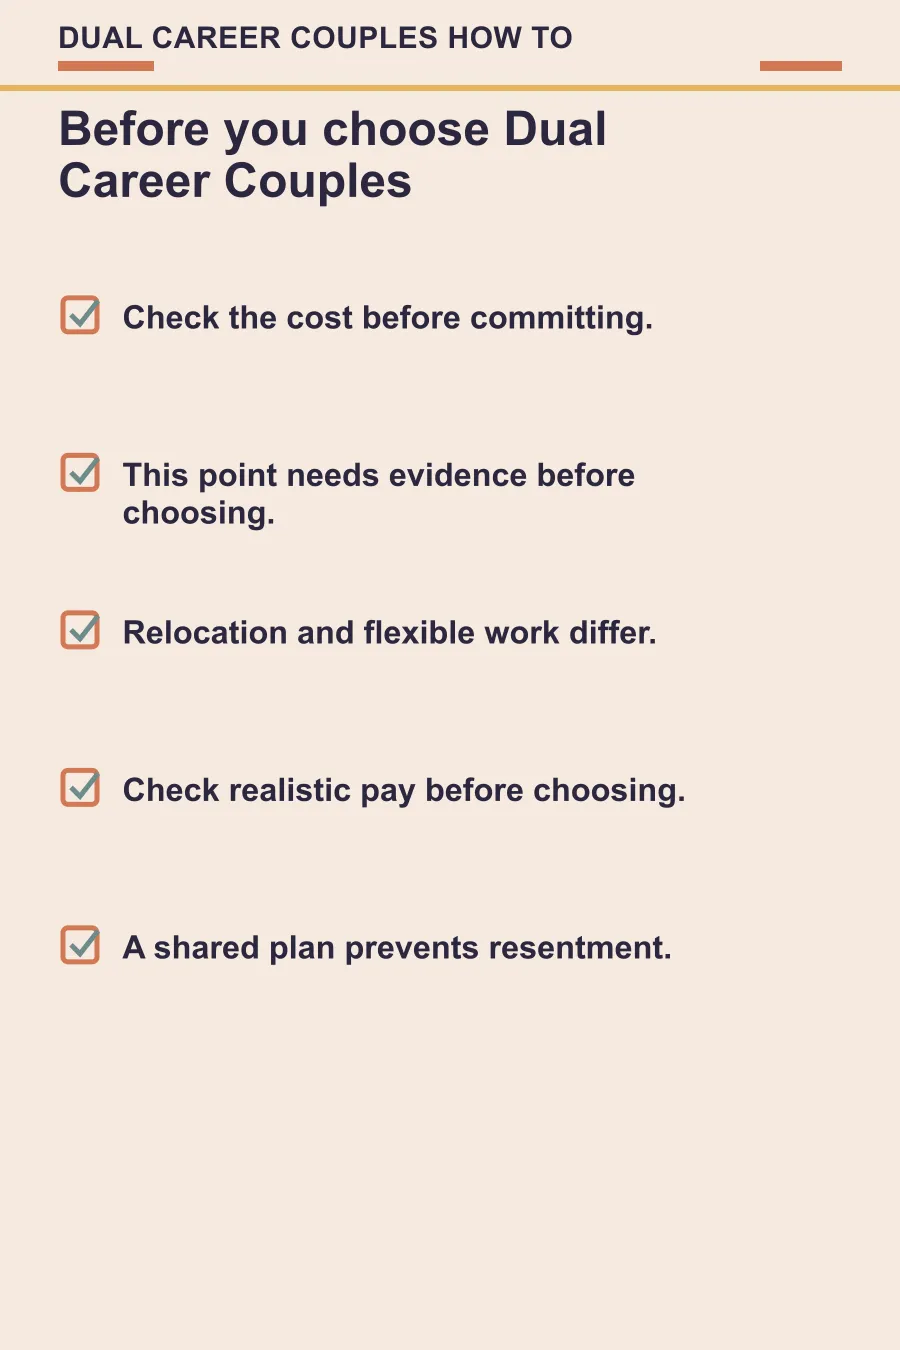 DUAL CAREER COUPLES HOW TO
Before you choose Dual
Career Couples
Check the cost before committing.
This point needs evidence before
choosing.
Relocation and flexible work differ.
Check realistic pay before choosing.
A shared plan prevents resentment.